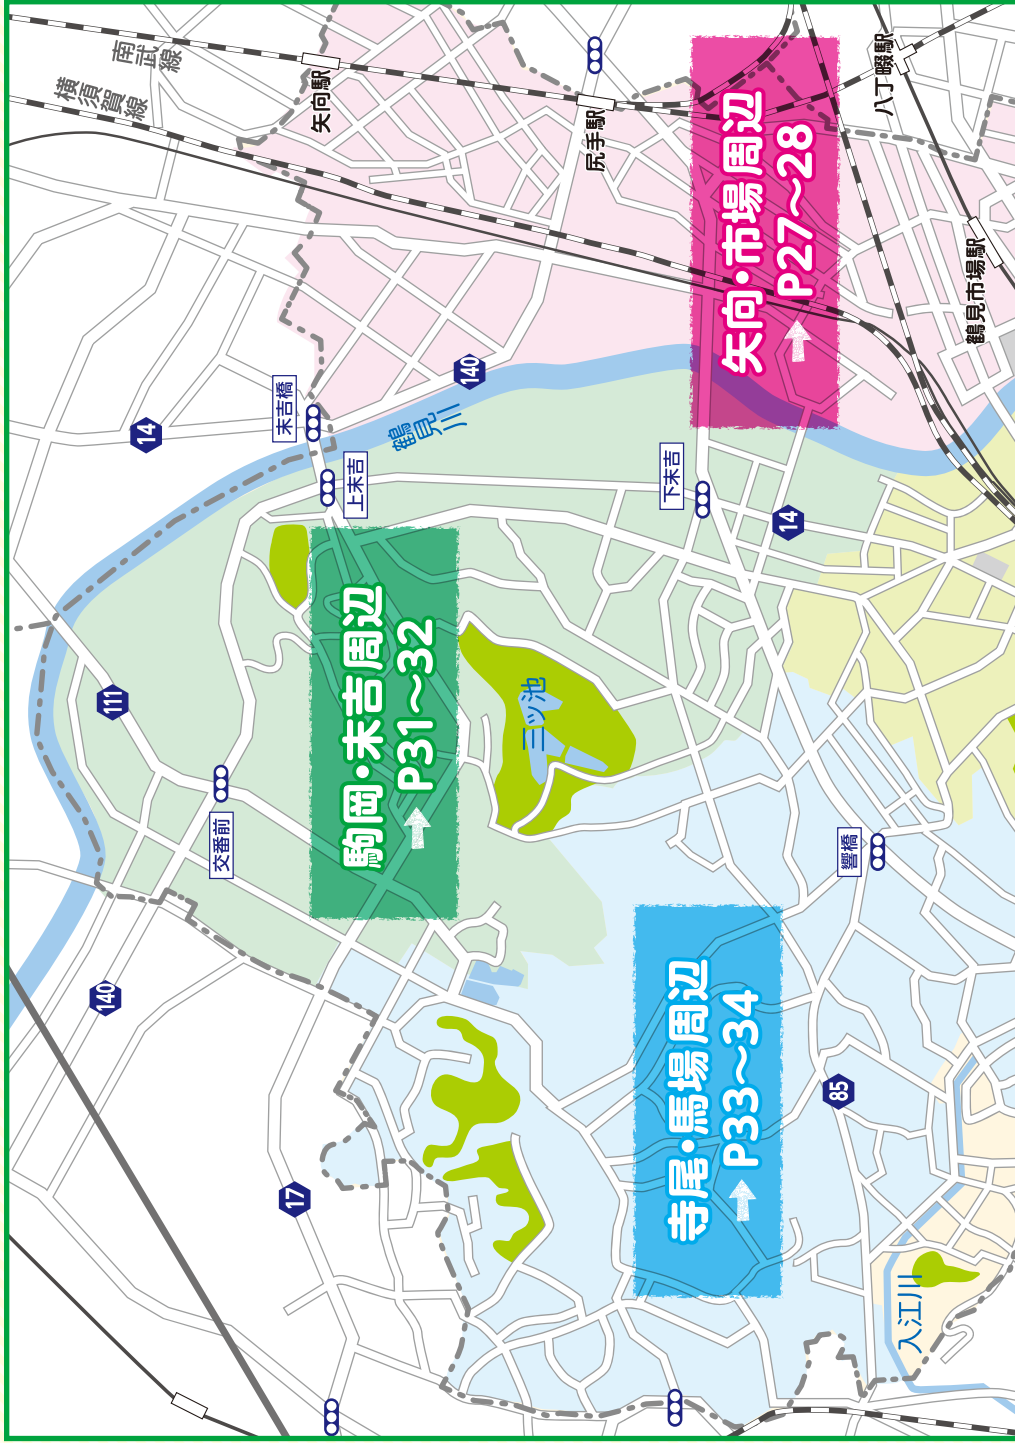 南武線
横須賀線
矢向駅
尻手駅
八丁畷駅
鶴見市場駅
矢向・市場周辺
P27〜28
140
14
末吉橋
鶴見川
上末吉
下末吉
14
駒岡・末吉周辺
P31〜32
三ツ池
111
交番前
響橋
140
寺尾・馬場周辺
P33〜34
85
17
入江川